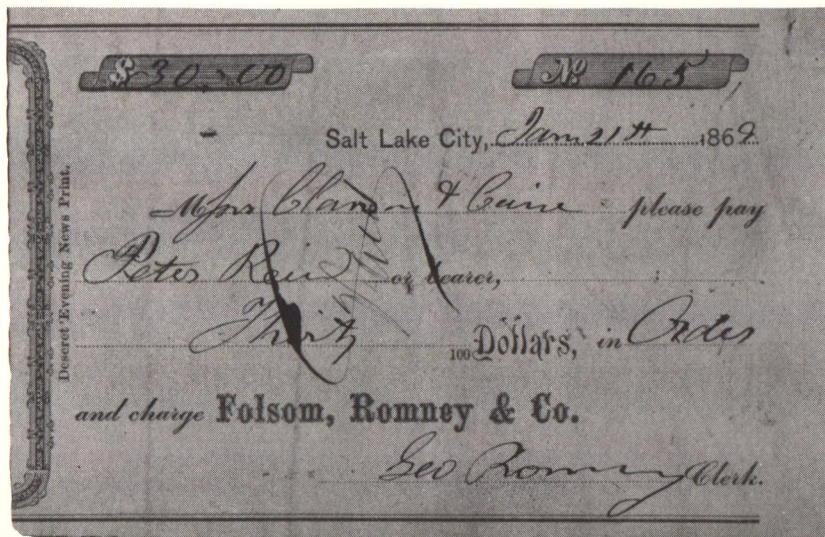 $ 30.00
No 165
Salt Lake City, Jan 21st 1869
Messrs Clawson & Caine please pay
Peter Reid or bearer,
Thirty 100 Dollars, in Order
and charge Folsom, Romney & Co.
Geo Romney Clerk.
Deseret Evening News Print.